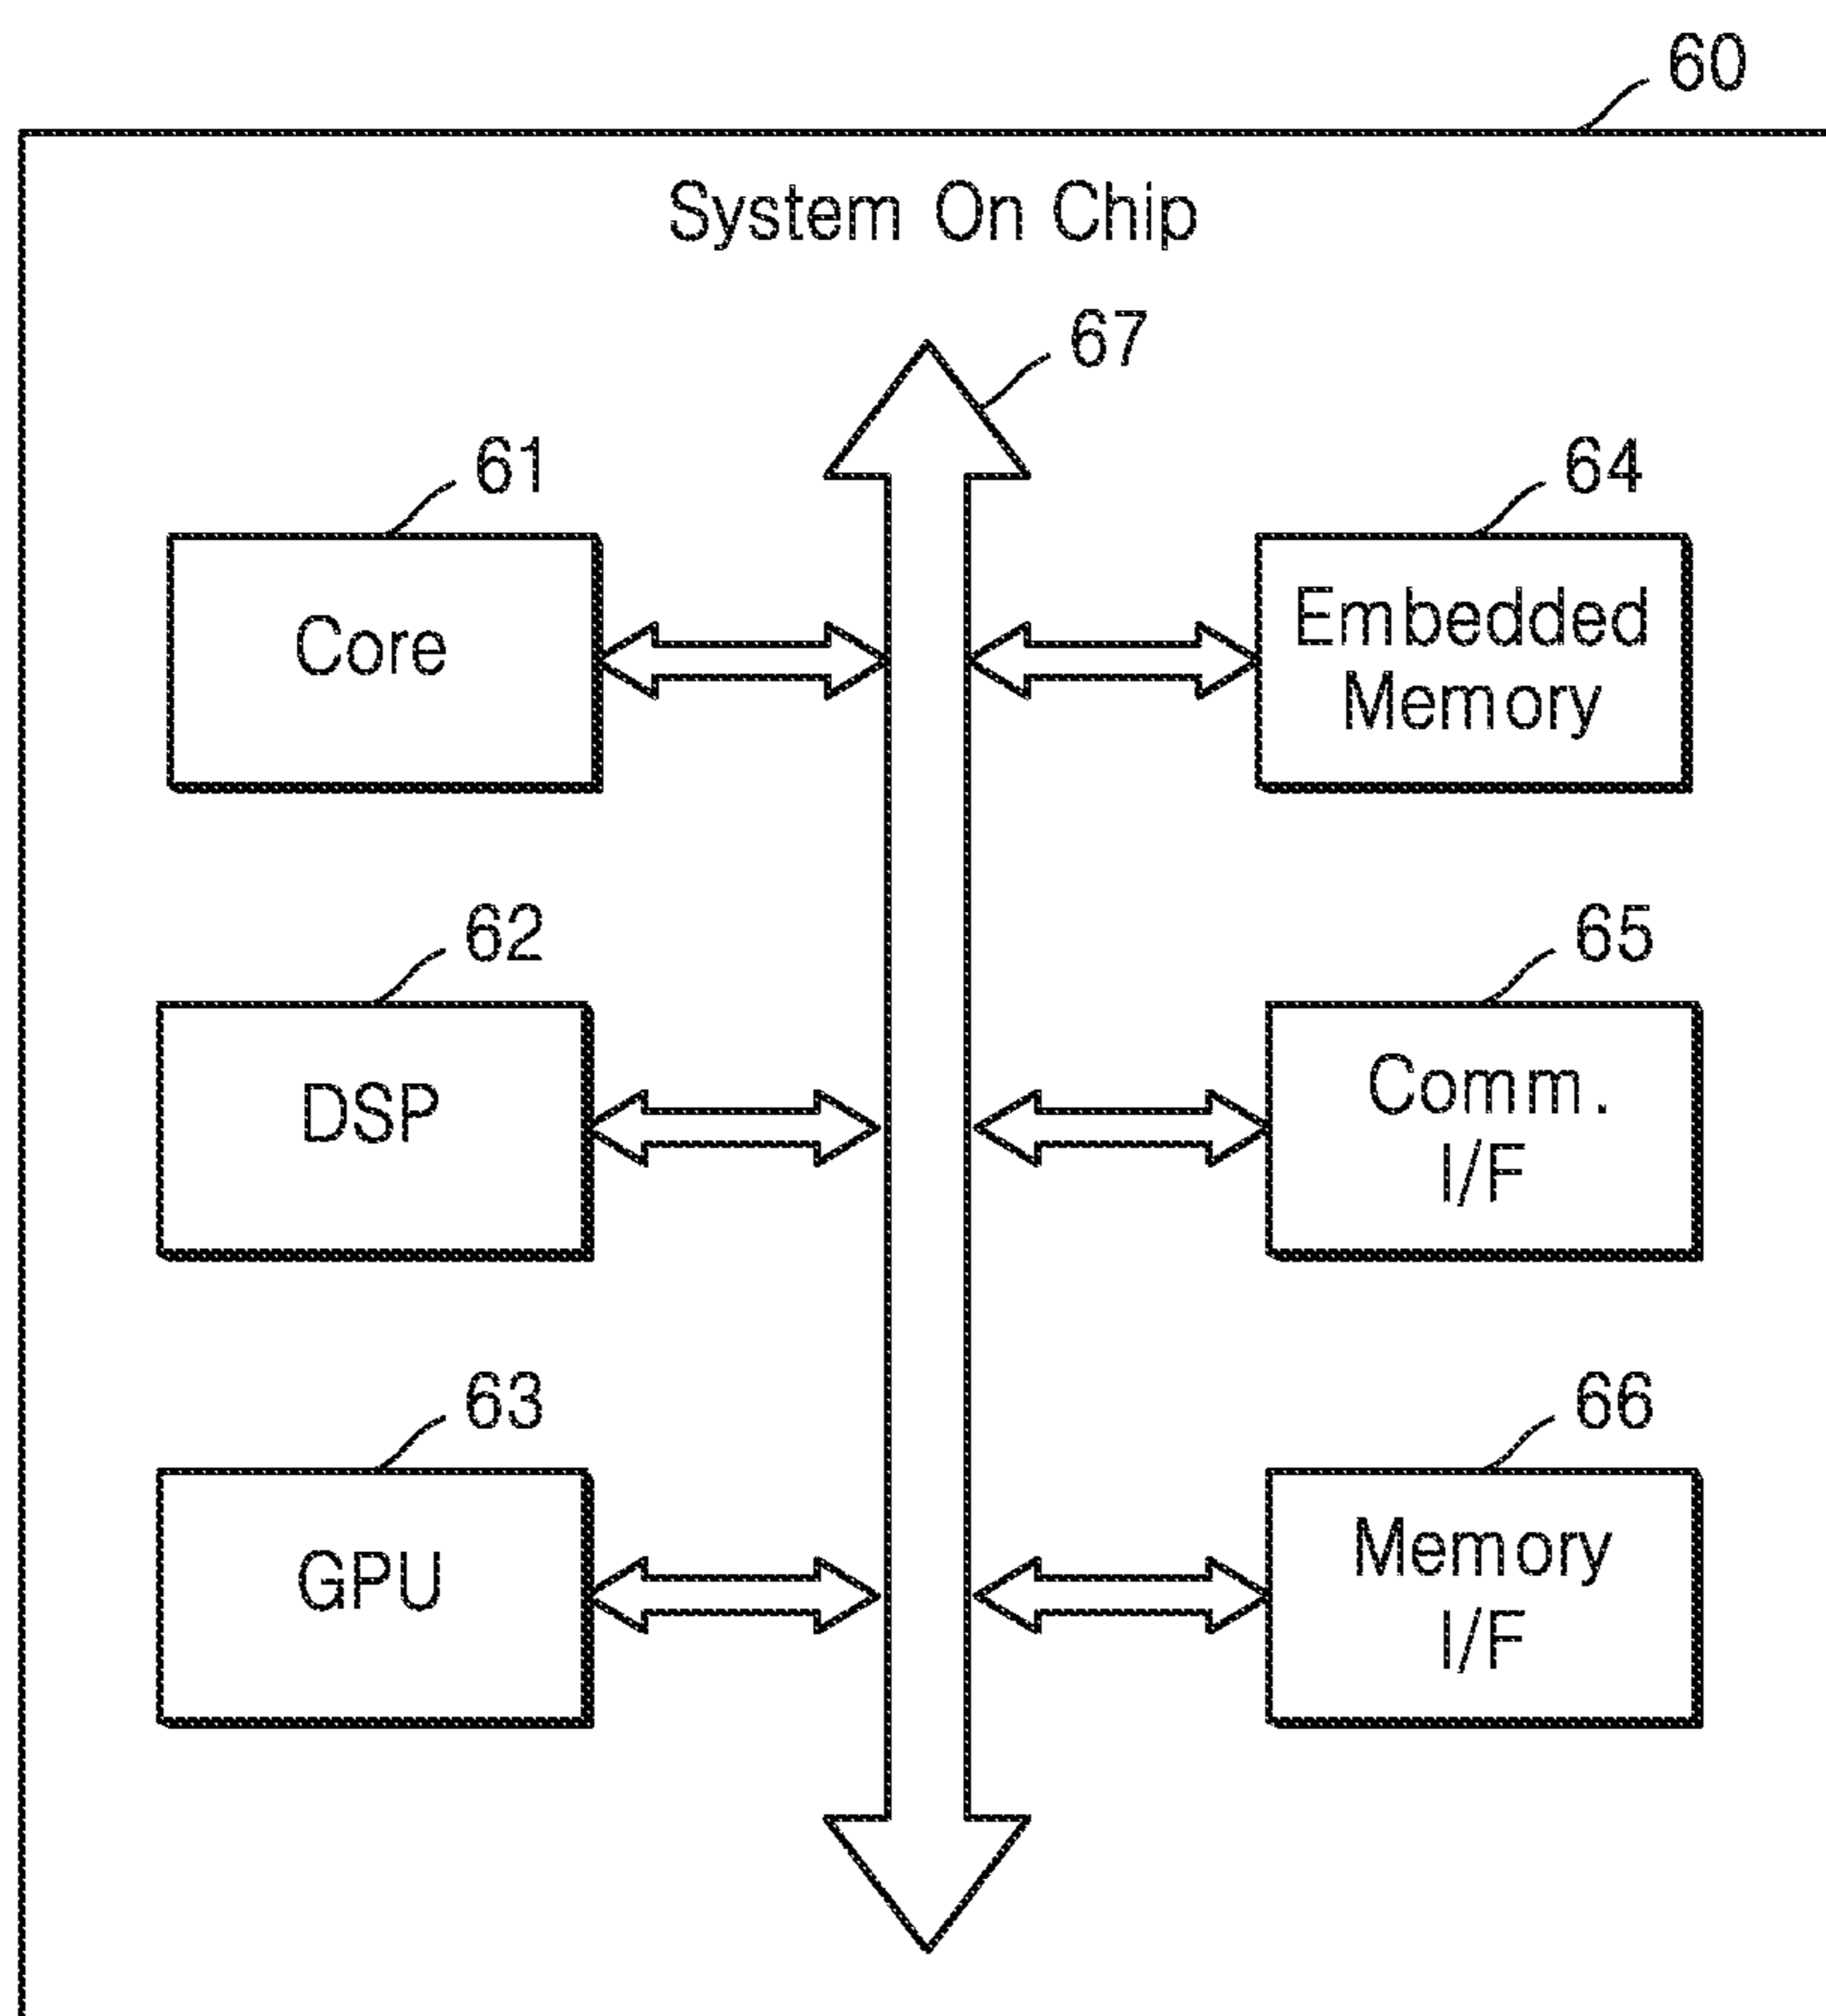 60
System On Chip
67
61
Core
64
Embedded
Memory
62
DSP
65
Comm.
I/F
63
GPU
66
Memory
I/F